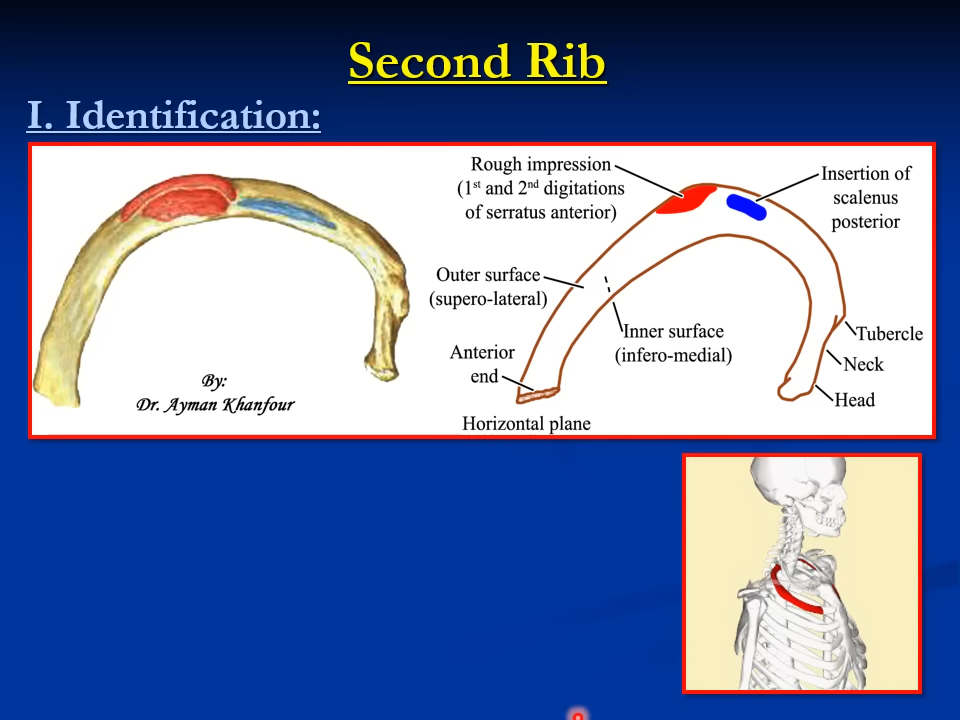 Second Rib
I. Identification:
Rough impression
(1st and 2nd digitations
of serratus anterior)
Insertion of
scalenus
posterior
Outer surface
(supero-lateral)
Inner surface
(infero-medial)
Tubercle
Anterior
end
Neck
Head
By:
Dr. Ayman Khanfour
Horizontal plane